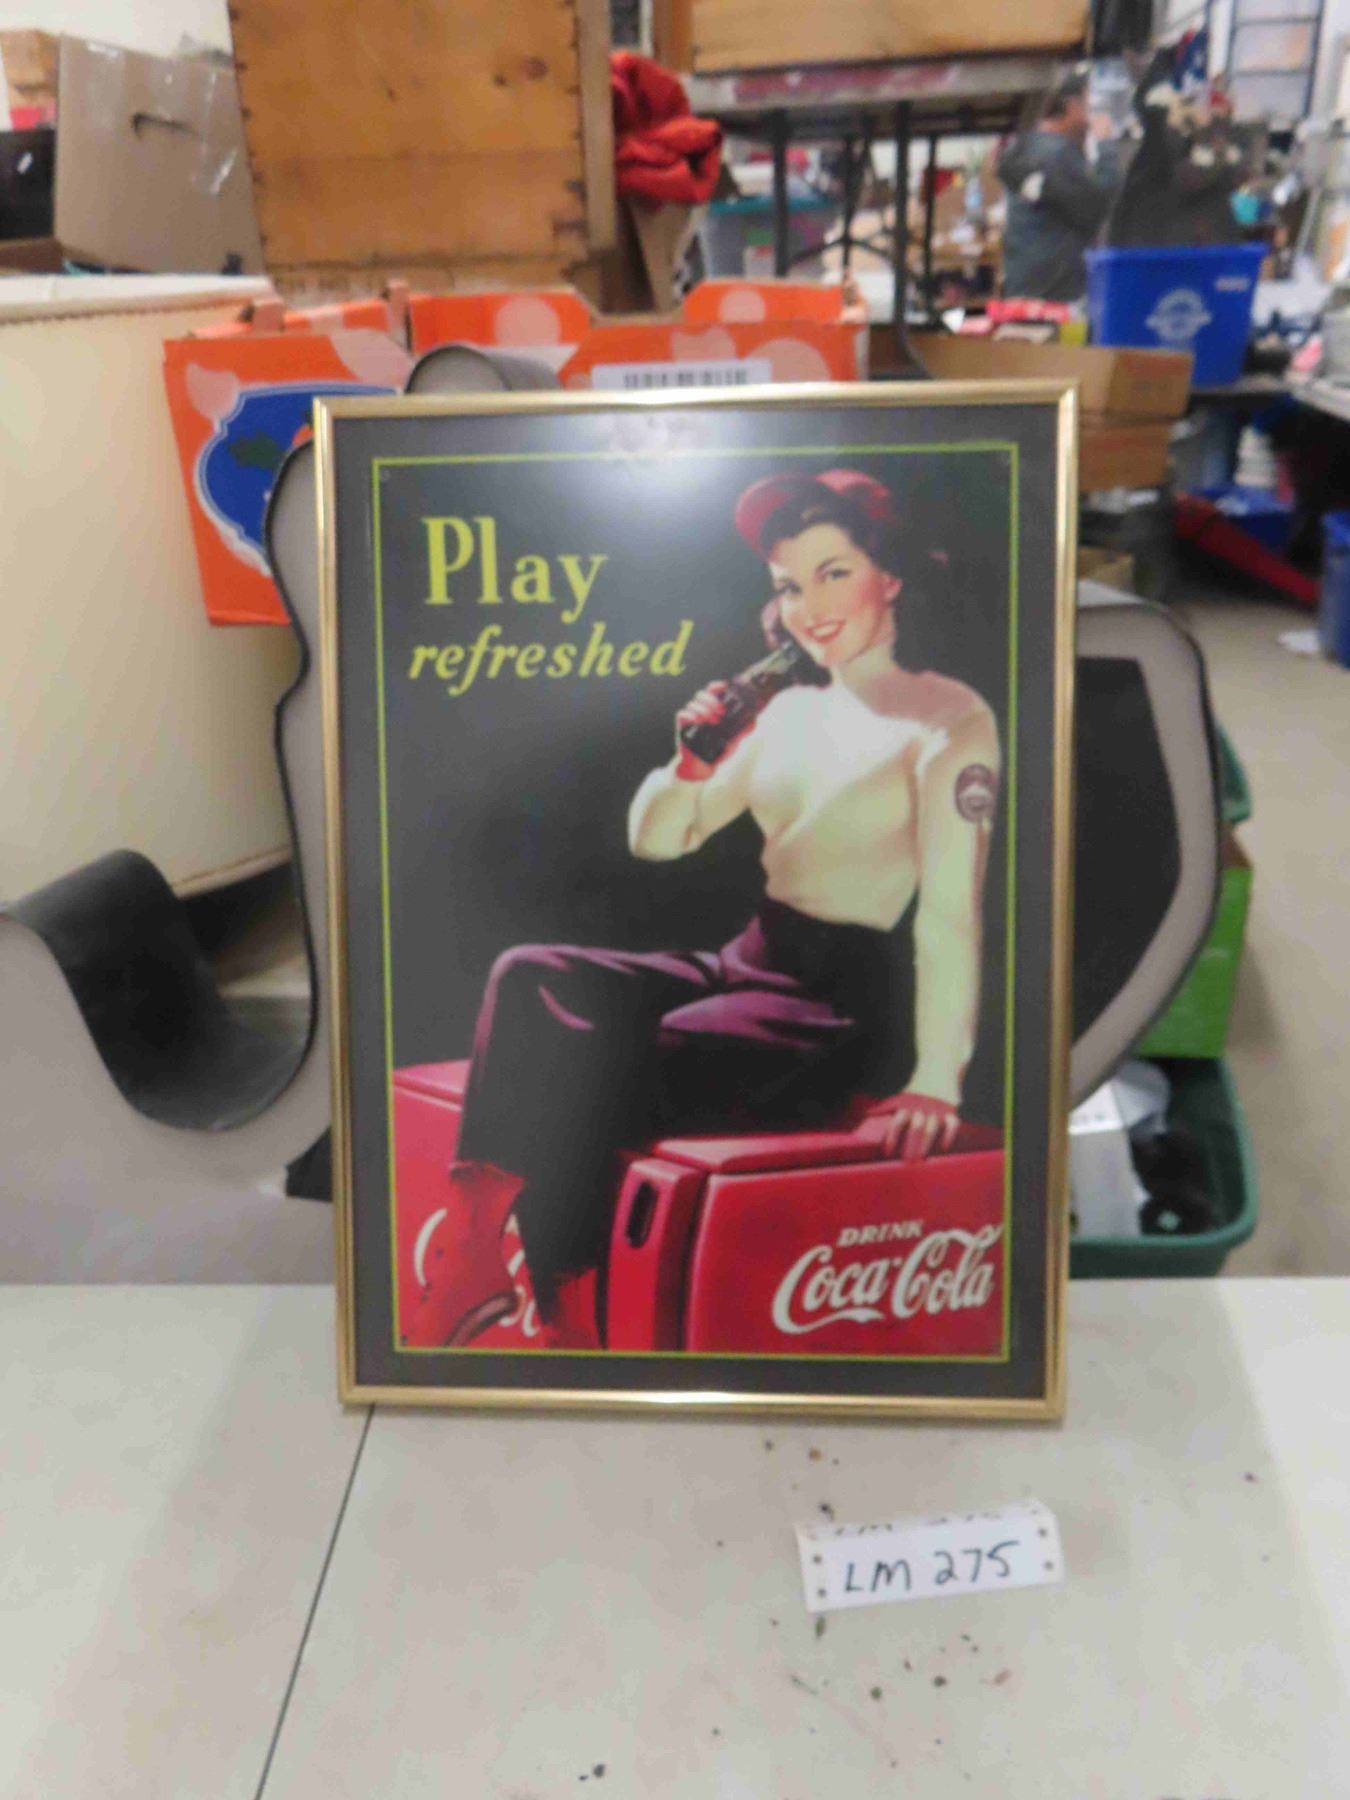 Play
refreshed
DRINK
Coca-Cola
LM 275